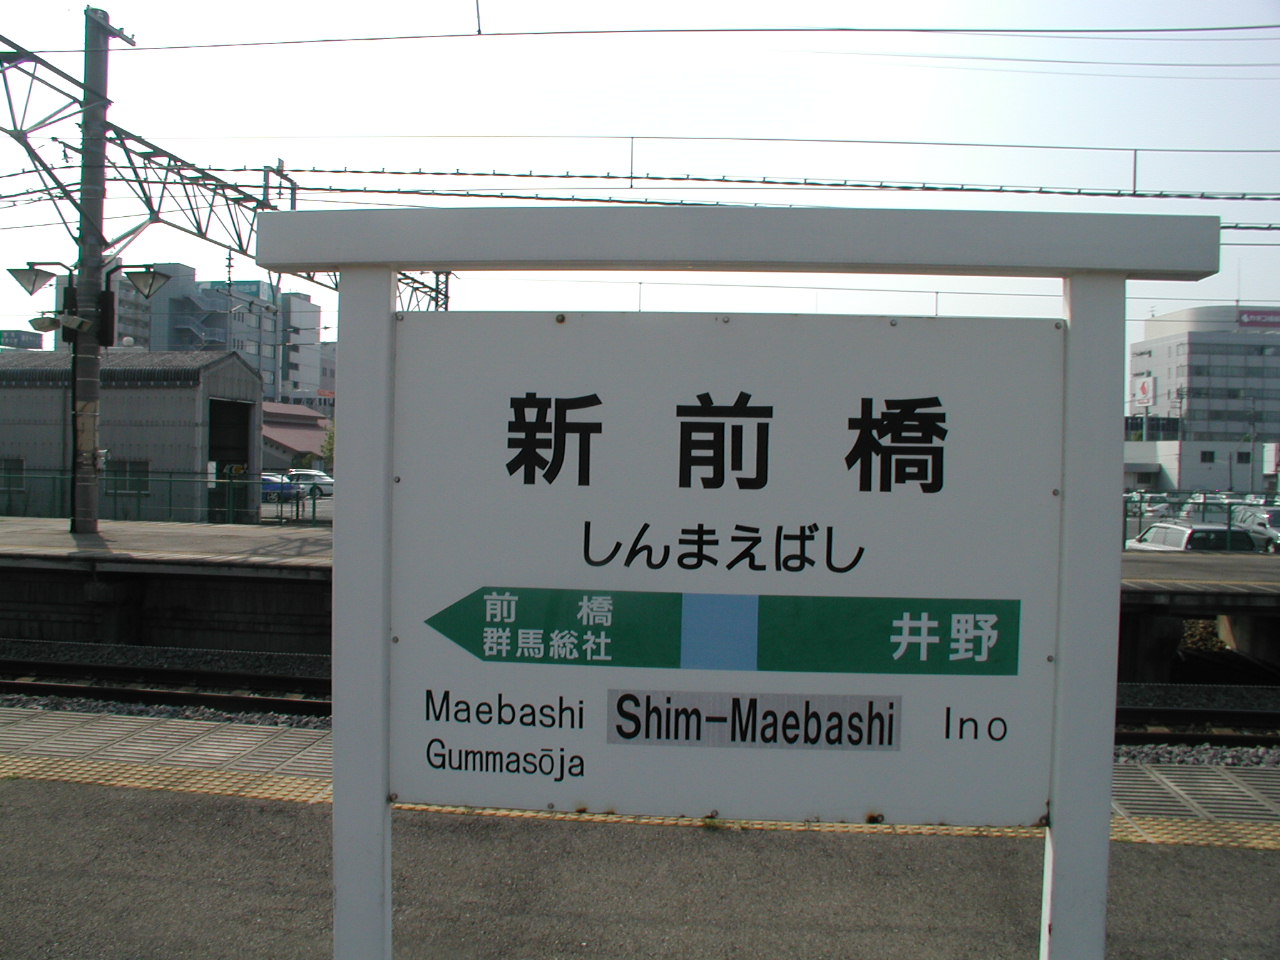 新前橋
しんまえばし
前橋
群馬総社
井野
Maebashi
Gummasōja
Shim-Maebashi
Ino